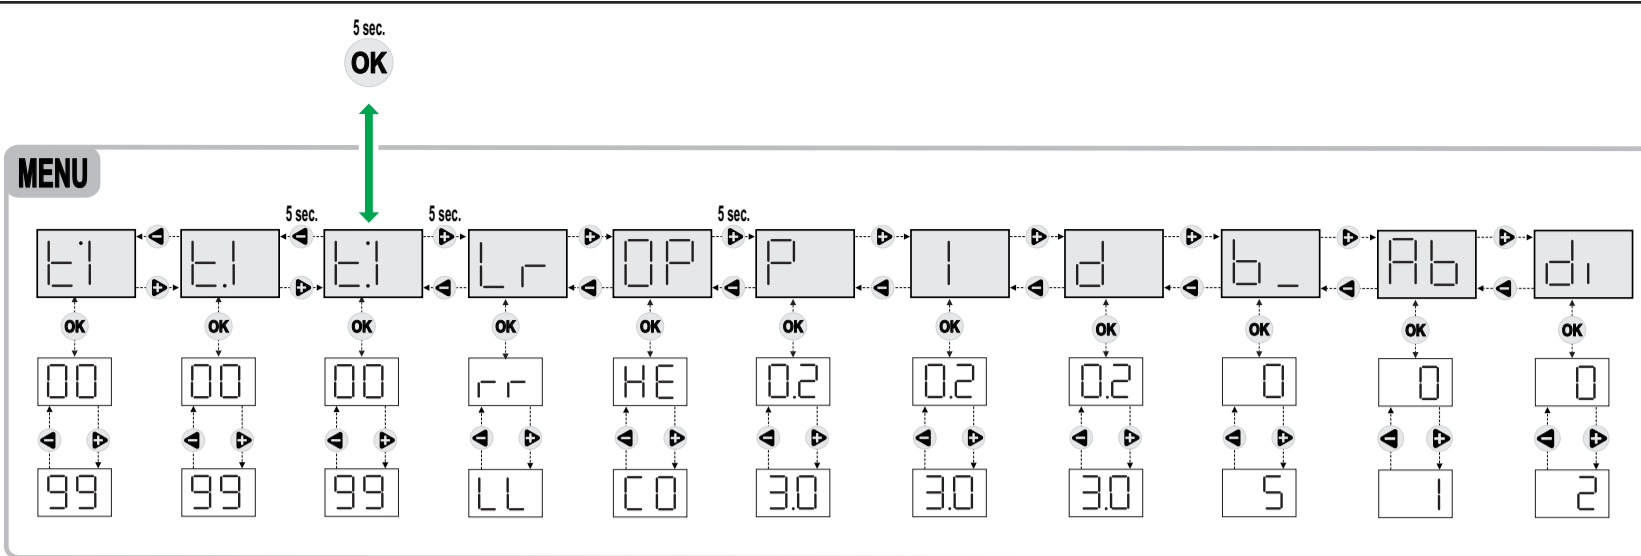 5 sec.
OK
MENU
5 sec. 5 sec. 5 sec.
t˙1 t.1 t:1 Lr OP P I d b_ Ab di
OK OK OK OK OK OK OK OK OK OK OK
00 00 00 rr HE 0.2 0.2 0.2 0 0 0
99 99 99 LL CO 3.0 3.0 3.0 5 1 2